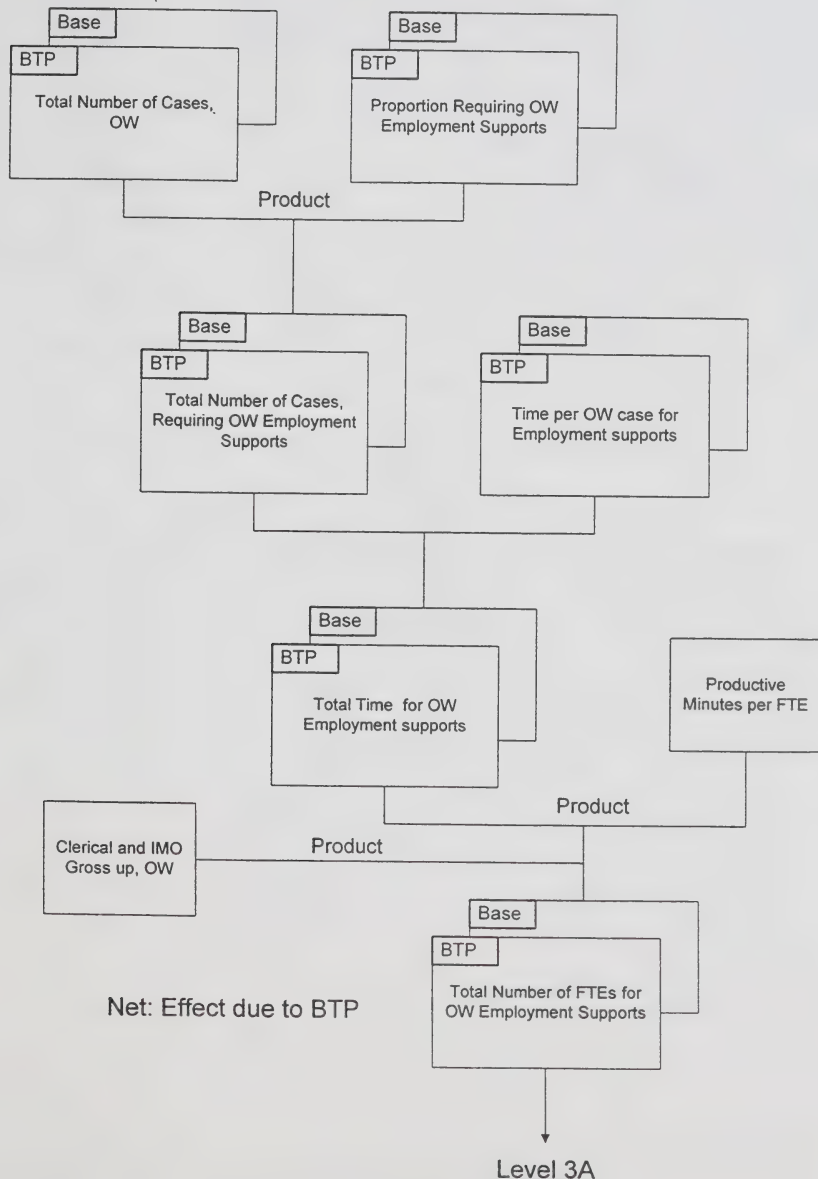 Base
Base
BTP
BTP
Total Number of Cases,
OW
Proportion Requiring OW
Employment Supports
Product
Base
Base
BTP
BTP
Total Number of Cases,
Requiring OW Employment
Supports
Time per OW case for
Employment supports
Base
BTP
Total Time for OW
Employment supports
Productive
Minutes per FTE
Product
Clerical and IMO
Gross up, OW
Product
Base
BTP
Total Number of FTEs for
OW Employment Supports
Net: Effect due to BTP
Level 3A